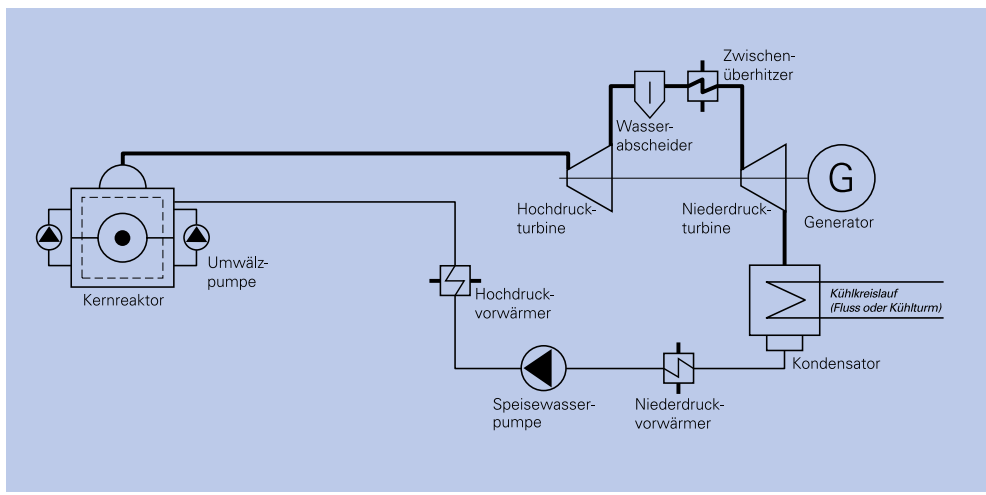 Zwischen-
überhitzer
Wasser-
abscheider
G
Hochdruck-
turbine
Niederdruck-
turbine
Generator
Umwälz-
pumpe
Kernreaktor
Hochdruck-
vorwärmer
Kühlkreislauf
(Fluss oder Kühlturm)
Kondensator
Speisewasser-
pumpe
Niederdruck-
vorwärmer